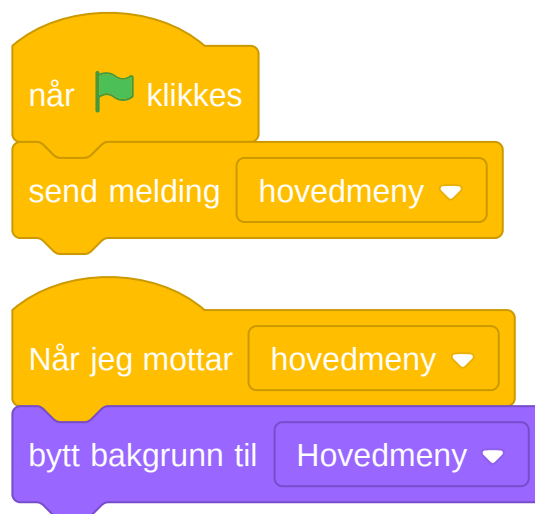 når klikkes
send melding hovedmeny
Når jeg mottar hovedmeny
bytt bakgrunn til Hovedmeny